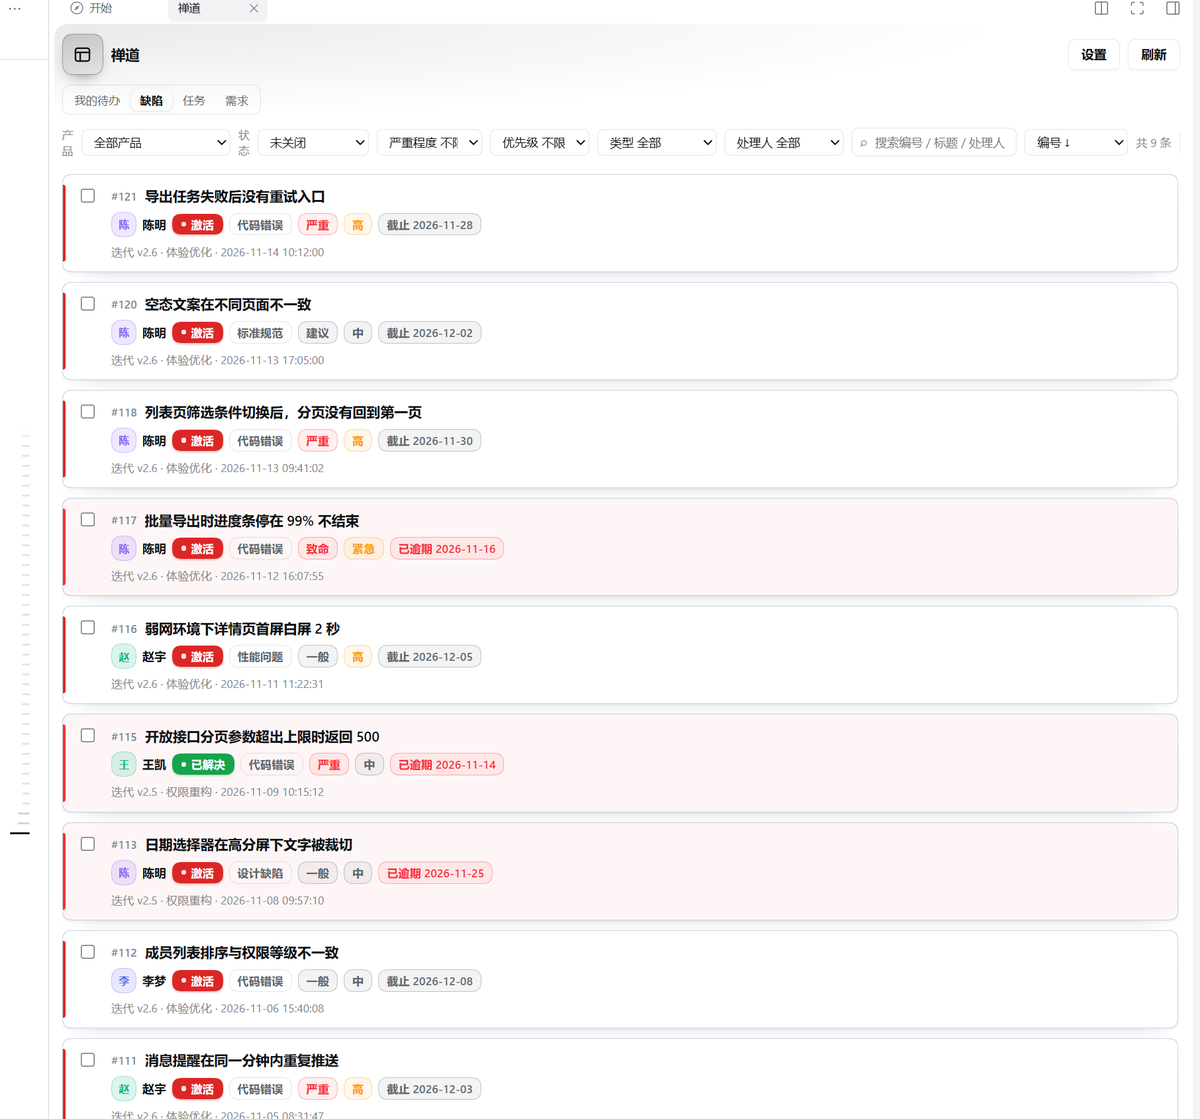 开始
禅道
禅道
设置
刷新
我的待办
缺陷
任务
需求
产品
全部产品
状态
未关闭
严重程度 不
优先级 不限
类型 全部
处理人 全部
搜索编号 / 标题 / 处理人
编号 ↓
共 9 条
#121 导出任务失败后没有重试入口
陈 陈明 激活 代码错误 严重 高 截止 2026-11-28
迭代 v2.6 · 体验优化 · 2026-11-14 10:12:00
#120 空态文案在不同页面不一致
陈 陈明 激活 标准规范 建议 中 截止 2026-12-02
迭代 v2.6 · 体验优化 · 2026-11-13 17:05:00
#118 列表页筛选条件切换后，分页没有回到第一页
陈 陈明 激活 代码错误 严重 高 截止 2026-11-30
迭代 v2.6 · 体验优化 · 2026-11-13 09:41:02
#117 批量导出时进度条停在 99% 不结束
陈 陈明 激活 代码错误 致命 紧急 已逾期 2026-11-16
迭代 v2.6 · 体验优化 · 2026-11-12 16:07:55
#116 弱网环境下详情页首屏白屏 2 秒
赵 赵宇 激活 性能问题 一般 高 截止 2026-12-05
迭代 v2.6 · 体验优化 · 2026-11-11 11:22:31
#115 开放接口分页参数超出上限时返回 500
王 王凯 已解决 代码错误 严重 中 已逾期 2026-11-14
迭代 v2.5 · 权限重构 · 2026-11-09 10:15:12
#113 日期选择器在高分屏下文字被裁切
陈 陈明 激活 设计缺陷 一般 中 已逾期 2026-11-25
迭代 v2.5 · 权限重构 · 2026-11-08 09:57:10
#112 成员列表排序与权限等级不一致
李 李梦 激活 代码错误 一般 中 截止 2026-12-08
迭代 v2.6 · 体验优化 · 2026-11-06 15:40:08
#111 消息提醒在同一分钟内重复推送
赵 赵宇 激活 代码错误 严重 高 截止 2026-12-03
迭代 v2.6 · 体验优化 · 2026-11-05 08:31:47